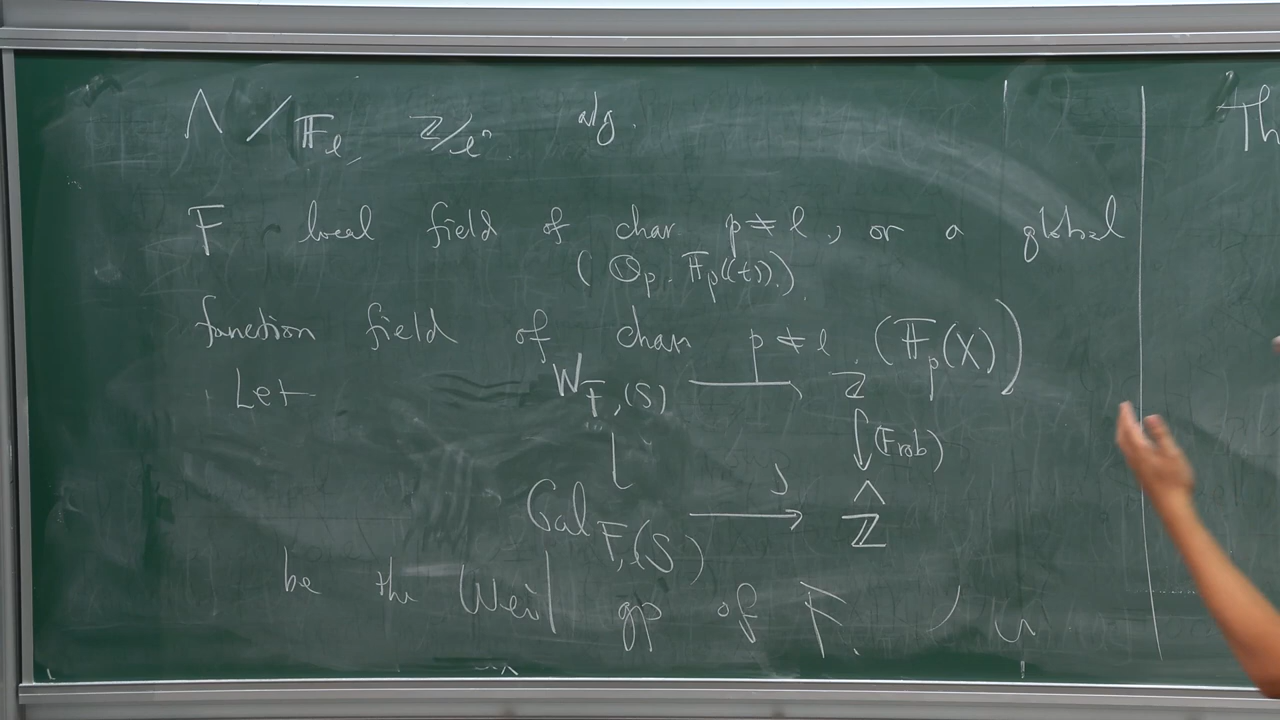 Λ / 𝔽_ℓ, ℤ/ℓⁿ. alg.
F local field of char p ≠ ℓ, or a global
(ℚ_p, 𝔽_p((t)).)
function field of char p ≠ ℓ. (𝔽_p(X))
Let W_{F,(S)} ⟶ ℤ
(Frob)
Gal_{F,(S)} ⟶ ℤ̂
be the Weil gp of F.
Th